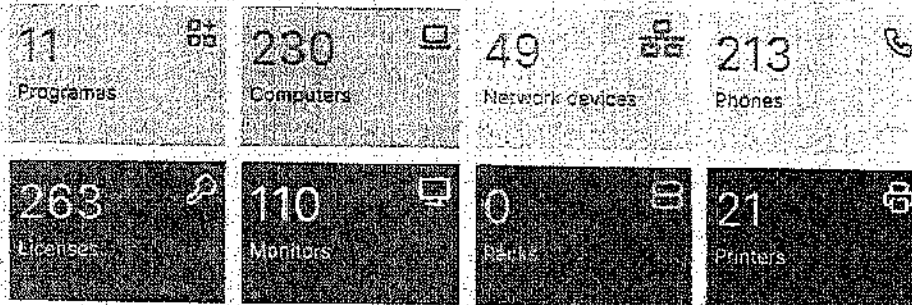 11
Programas
230
Computers
49
Network devices
213
Phones
263
Licenses
110
Monitors
0
Racks
21
Printers